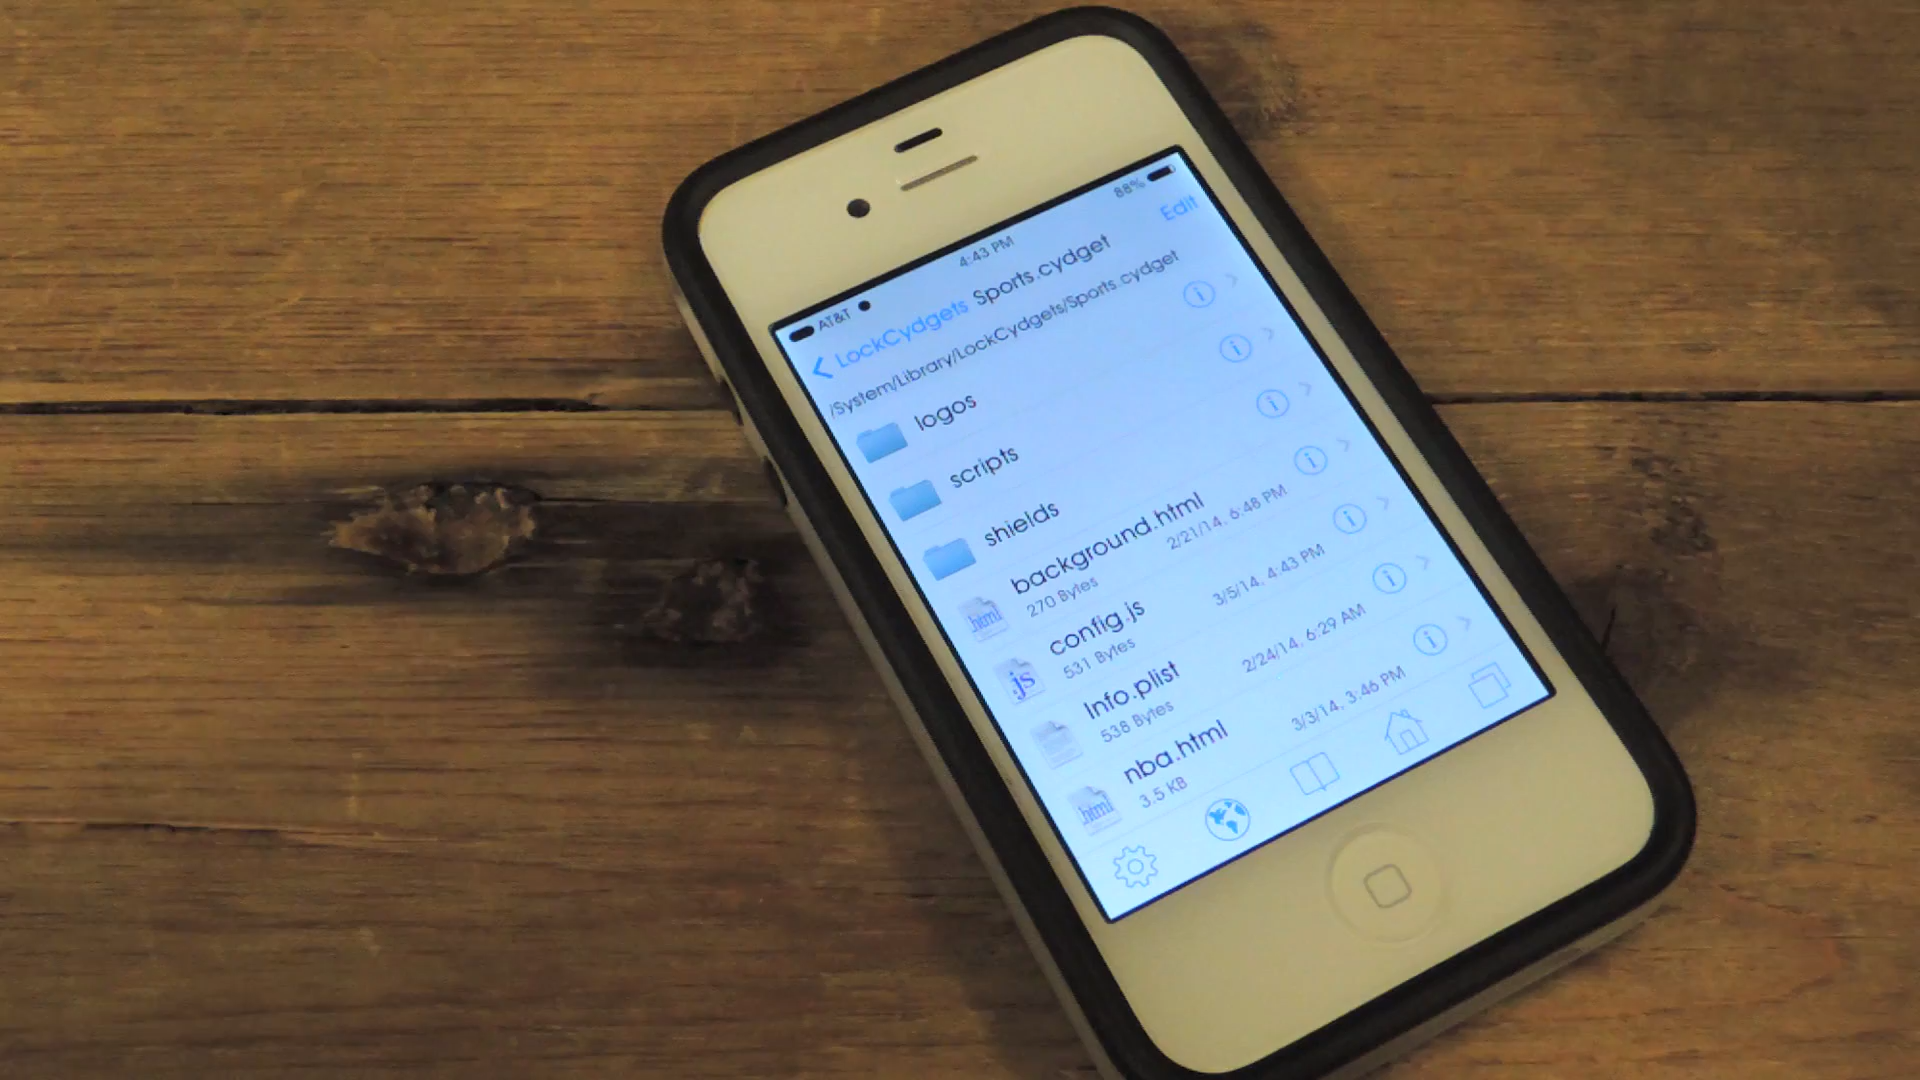 AT&T 4:43 PM 88%
LockCydgets Sports.cydget Edit
/System/Library/LockCydgets/Sports.cydget
logos
scripts
shields
background.html
270 Bytes 2/21/14, 6:48 PM
config.js
531 Bytes 3/5/14, 4:43 PM
Info.plist
538 Bytes 2/24/14, 6:29 AM
nba.html
3.5 KB 3/3/14, 3:46 PM
.html
.js
.html